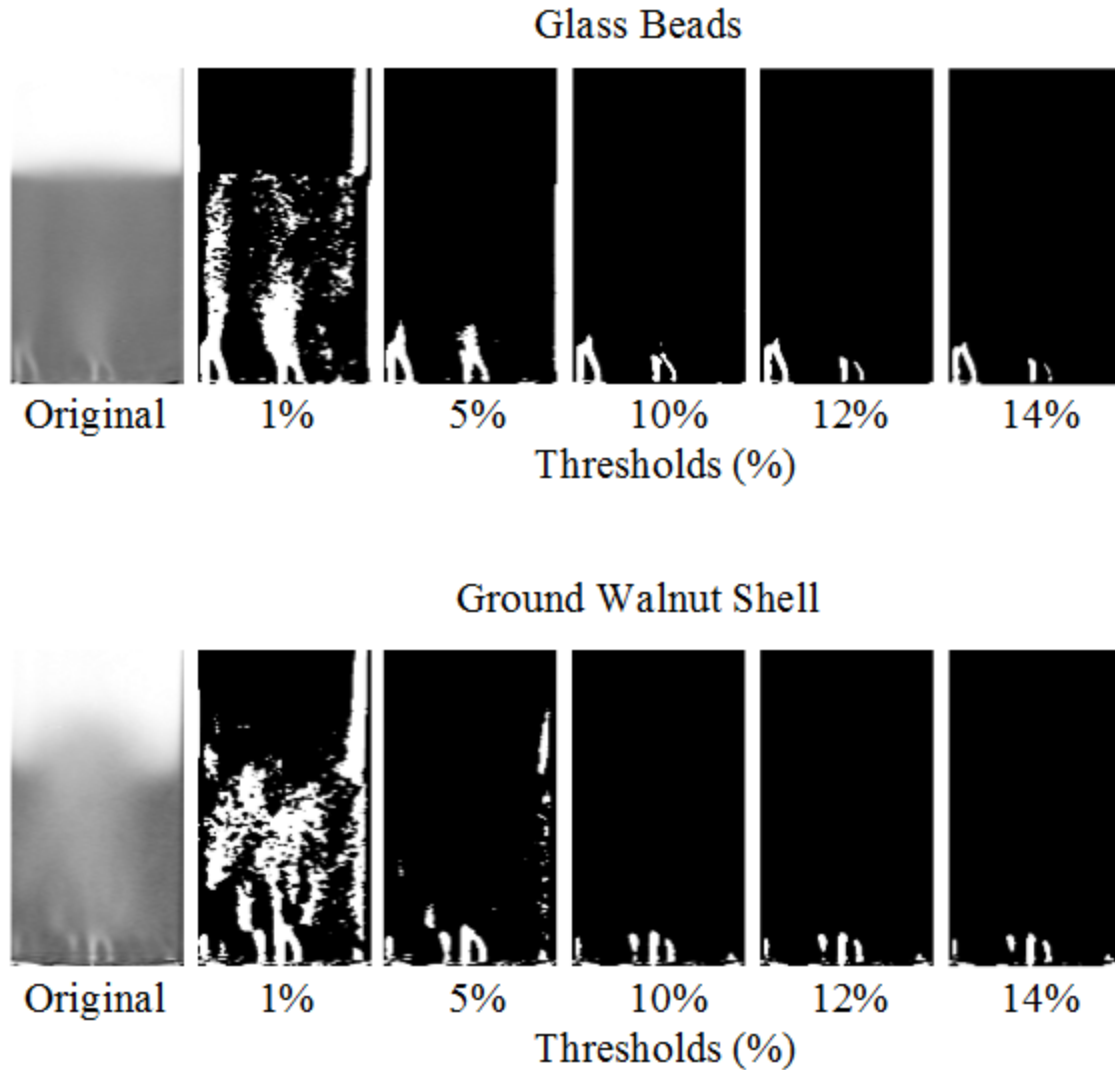 Glass Beads
Original 1% 5% 10% 12% 14%
Thresholds (%)
Ground Walnut Shell
Original 1% 5% 10% 12% 14%
Thresholds (%)